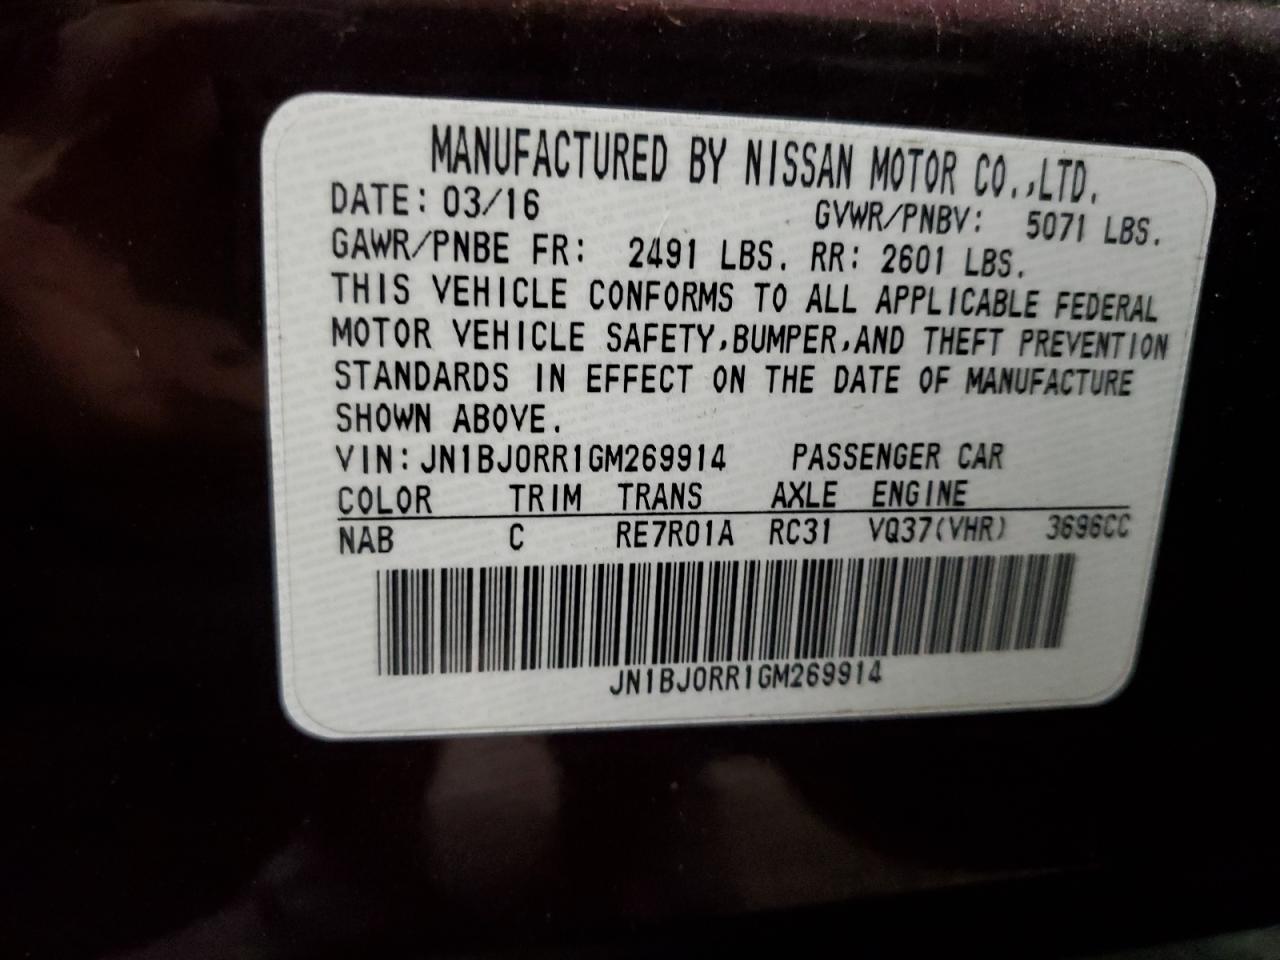 MANUFACTURED BY NISSAN MOTOR CO.,LTD.
DATE: 03/16 GVWR/PNBV: 5071 LBS.
GAWR/PNBE FR: 2491 LBS. RR: 2601 LBS.
THIS VEHICLE CONFORMS TO ALL APPLICABLE FEDERAL
MOTOR VEHICLE SAFETY,BUMPER,AND THEFT PREVENTION
STANDARDS IN EFFECT ON THE DATE OF MANUFACTURE
SHOWN ABOVE.
VIN: JN1BJ0RR1GM269914 PASSENGER CAR
COLOR TRIM TRANS AXLE ENGINE
NAB C RE7R01A RC31 VQ37(VHR) 3696CC
JN1BJ0RR1GM269914